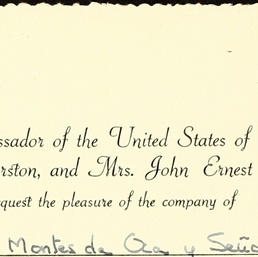 ssador of the United States of
rston, and Mrs. John Ernest
quest the pleasure of the company of
Montes de Oca y Seño